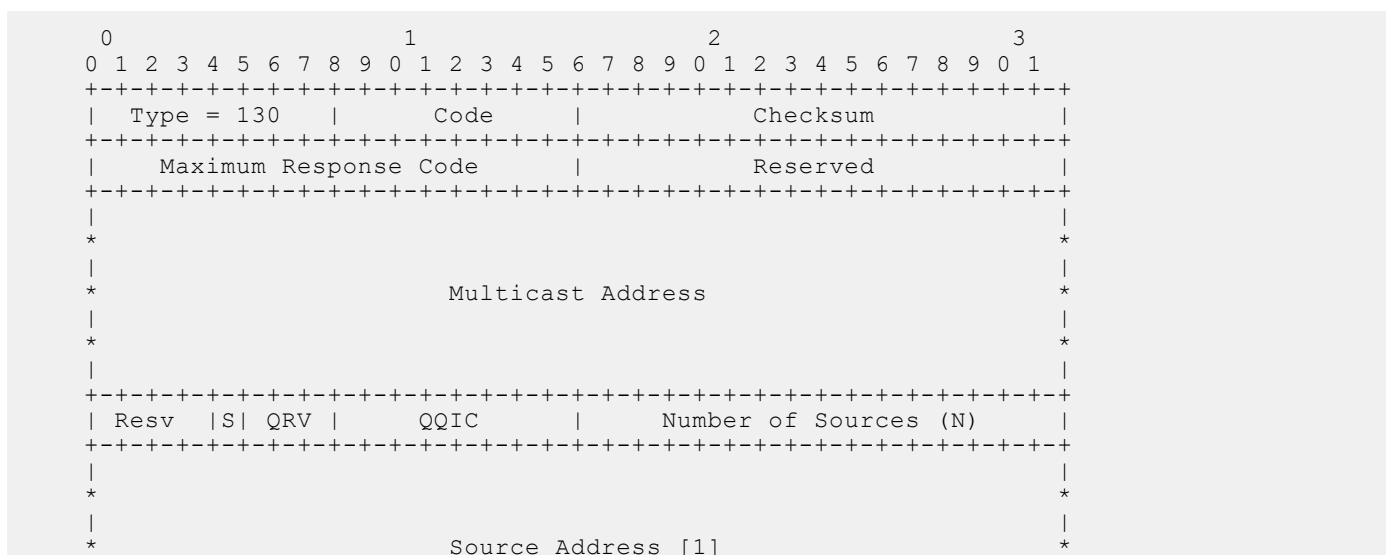 0                   1                   2                   3
0 1 2 3 4 5 6 7 8 9 0 1 2 3 4 5 6 7 8 9 0 1 2 3 4 5 6 7 8 9 0 1
+-+-+-+-+-+-+-+-+-+-+-+-+-+-+-+-+-+-+-+-+-+-+-+-+-+-+-+-+-+-+-+-+
|  Type = 130   |      Code     |           Checksum            |
+-+-+-+-+-+-+-+-+-+-+-+-+-+-+-+-+-+-+-+-+-+-+-+-+-+-+-+-+-+-+-+-+
|    Maximum Response Code      |           Reserved            |
+-+-+-+-+-+-+-+-+-+-+-+-+-+-+-+-+-+-+-+-+-+-+-+-+-+-+-+-+-+-+-+-+
|                                                               |
*                                                               *
|                                                               |
*                       Multicast Address                       *
|                                                               |
*                                                               *
|                                                               |
+-+-+-+-+-+-+-+-+-+-+-+-+-+-+-+-+-+-+-+-+-+-+-+-+-+-+-+-+-+-+-+-+
| Resv  |S| QRV |     QQIC      |     Number of Sources (N)     |
+-+-+-+-+-+-+-+-+-+-+-+-+-+-+-+-+-+-+-+-+-+-+-+-+-+-+-+-+-+-+-+-+
|                                                               |
*                                                               *
|                                                               |
*                       Source Address [1]                      *